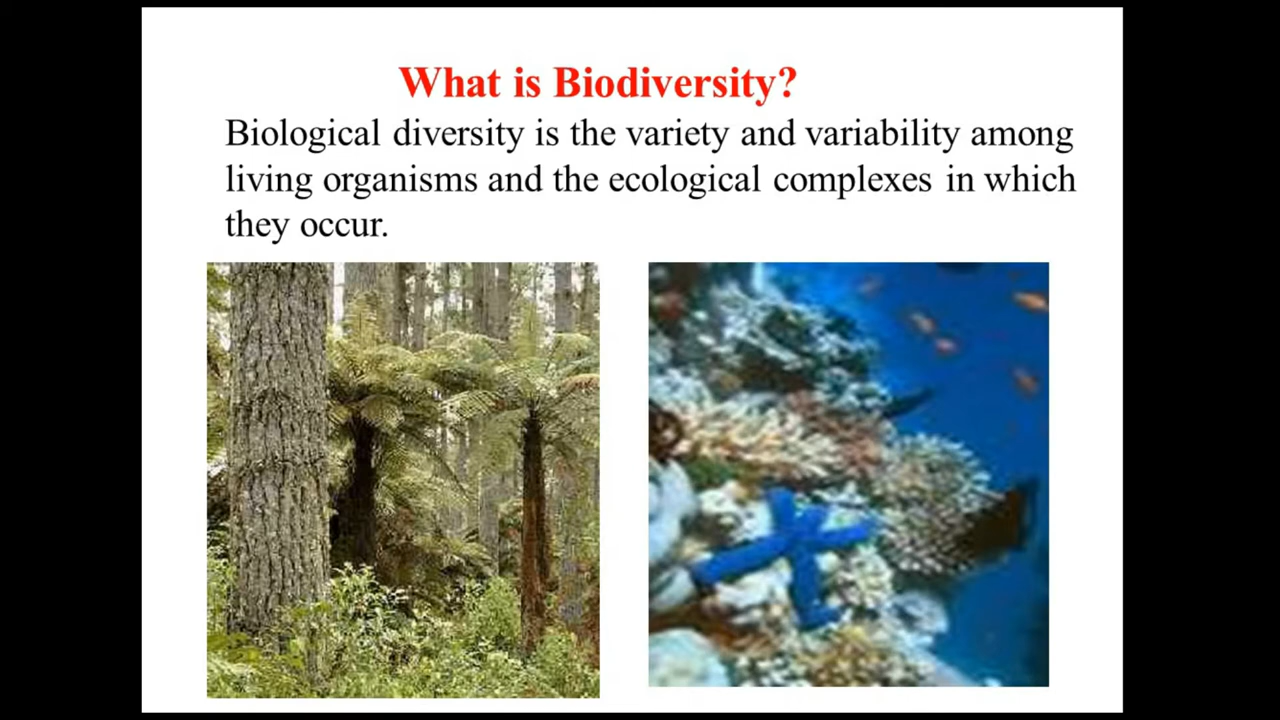 What is Biodiversity?
Biological diversity is the variety and variability among
living organisms and the ecological complexes in which
they occur.